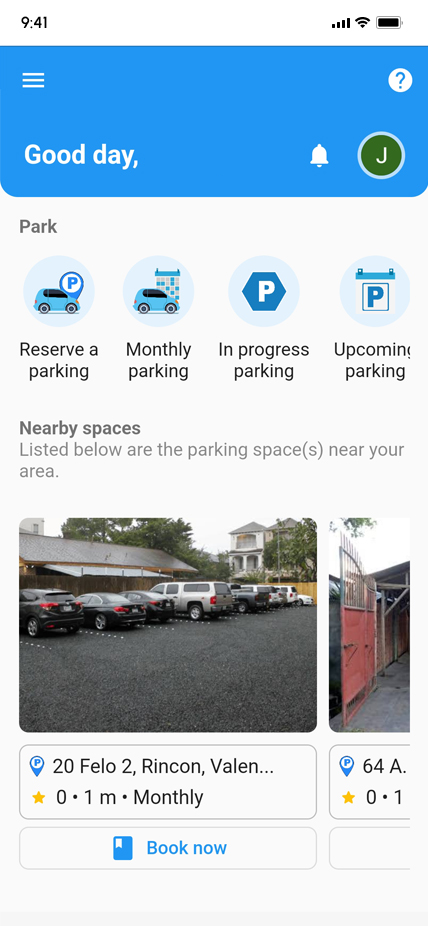 9:41
Good day,
J
Park
P
P
P
Reserve a
parking
Monthly
parking
In progress
parking
Upcoming
parking
Nearby spaces
Listed below are the parking space(s) near your
area.
P 20 Felo 2, Rincon, Valen...
0 • 1 m • Monthly
P 64 A.
0 • 1
Book now